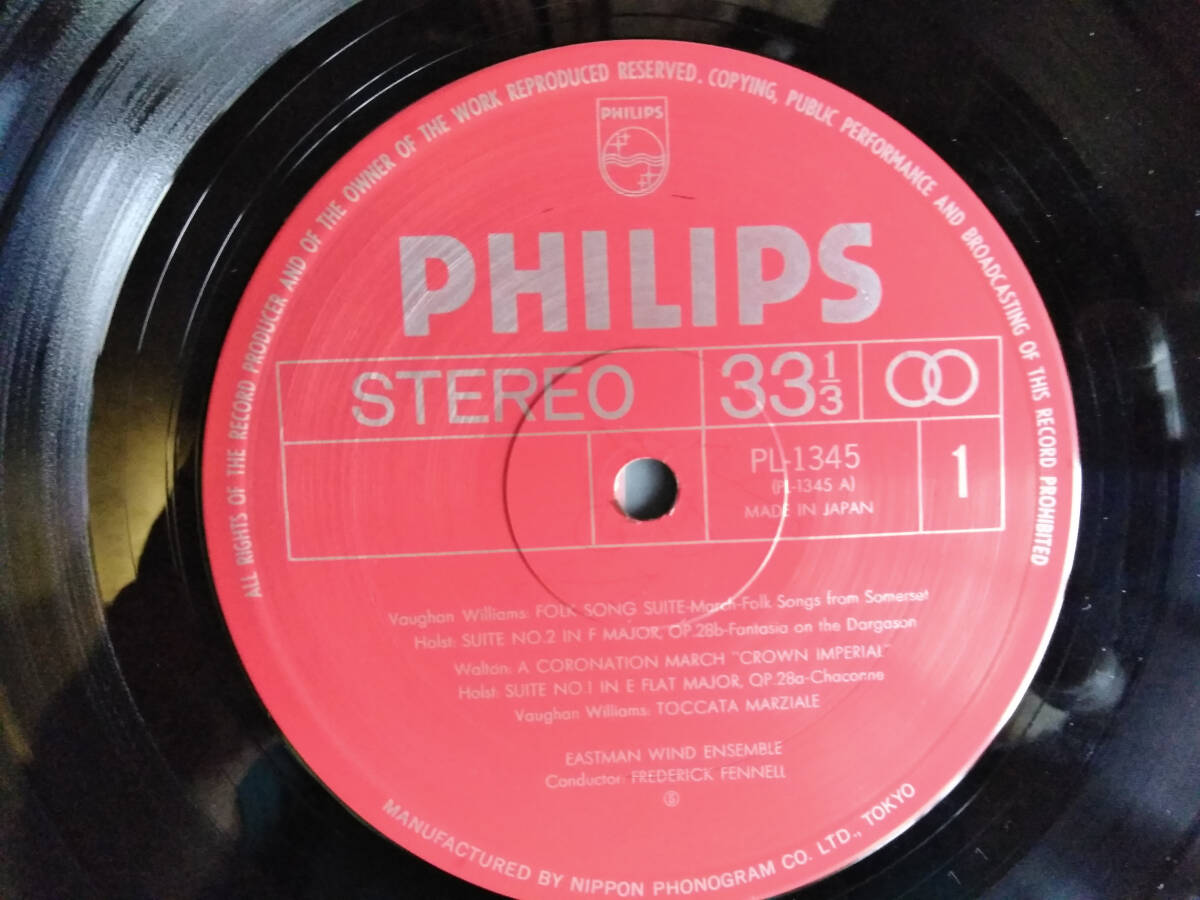 ALL RIGHTS OF THE RECORD PRODUCER AND OF THE OWNER OF THE WORK REPRODUCED RESERVED. COPYING, PUBLIC PERFORMANCE AND BROADCASTING OF THIS RECORD PROHIBITED
PHILIPS
PHILIPS
STEREO
33 1/3
PL-1345
(PL-1345 A)
MADE IN JAPAN
1
Vaughan Williams: FOLK SONG SUITE-March-Folk Songs from Somerset
Holst: SUITE NO.2 IN F MAJOR, OP.28b-Fantasia on the Dargason
Walton: A CORONATION MARCH "CROWN IMPERIAL"
Holst: SUITE NO1 IN E FLAT MAJOR, OP.28a-Chaconne
Vaughan Williams: TOCCATA MARZIALE
EASTMAN WIND ENSEMBLE
Conductor: FREDERICK FENNELL
Ⓢ
MANUFACTURED BY NIPPON PHONOGRAM CO. LTD., TOKYO